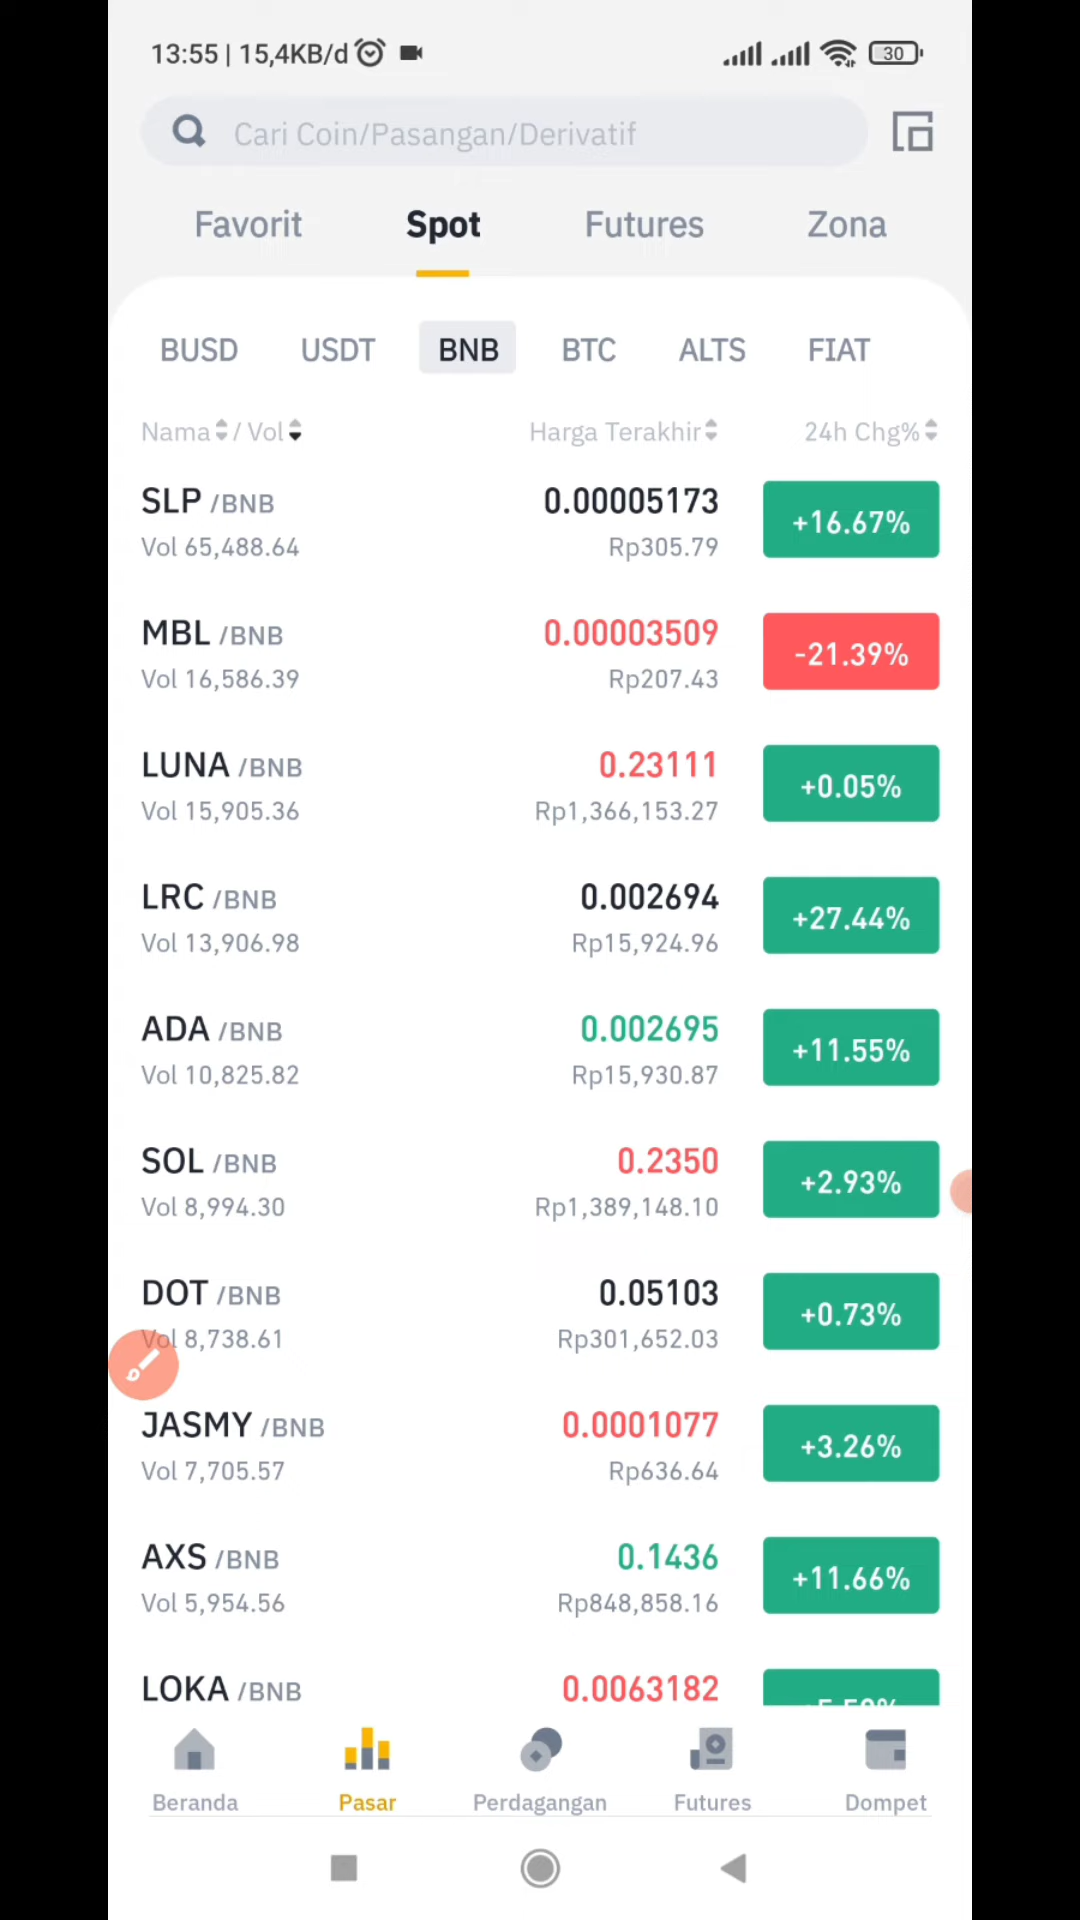 13:55 | 15,4KB/d 30
Cari Coin/Pasangan/Derivatif
Favorit Spot Futures Zona
BUSD USDT BNB BTC ALTS FIAT
Nama / Vol Harga Terakhir 24h Chg%
SLP /BNB 0.00005173 +16.67%
Vol 65,488.64 Rp305.79
MBL /BNB 0.00003509 -21.39%
Vol 16,586.39 Rp207.43
LUNA /BNB 0.23111 +0.05%
Vol 15,905.36 Rp1,366,153.27
LRC /BNB 0.002694 +27.44%
Vol 13,906.98 Rp15,924.96
ADA /BNB 0.002695 +11.55%
Vol 10,825.82 Rp15,930.87
SOL /BNB 0.2350 +2.93%
Vol 8,994.30 Rp1,389,148.10
DOT /BNB 0.05103 +0.73%
Vol 8,738.61 Rp301,652.03
JASMY /BNB 0.0001077 +3.26%
Vol 7,705.57 Rp636.64
AXS /BNB 0.1436 +11.66%
Vol 5,954.56 Rp848,858.16
LOKA /BNB 0.0063182
Beranda Pasar Perdagangan Futures Dompet